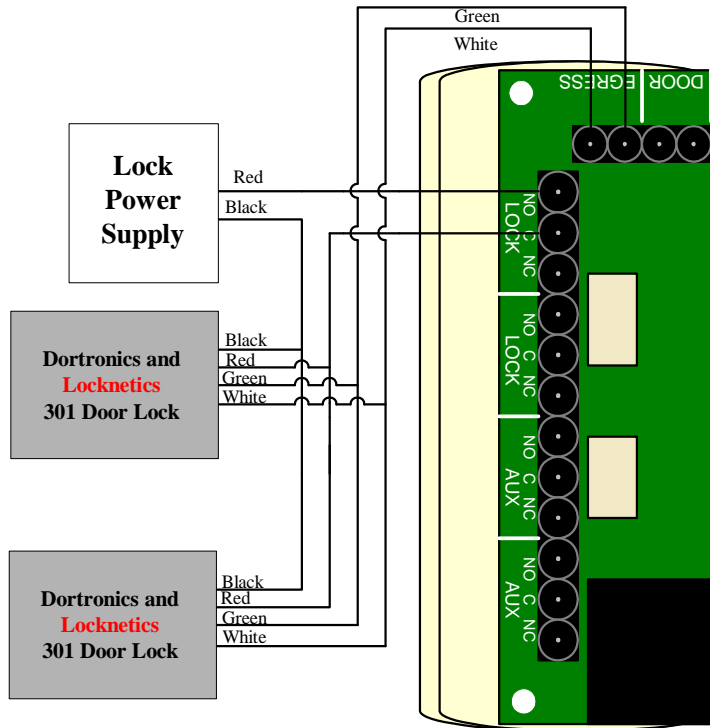 Green
White
EGRESS
DOOR
Lock
Power
Supply
Red
Black
NO C NC
LOCK
Dortronics and
Locknetics
301 Door Lock
Black
Red
Green
White
NO C NC
LOCK
NO C NC
AUX
Dortronics and
Locknetics
301 Door Lock
Black
Red
Green
White
NO C NC
AUX